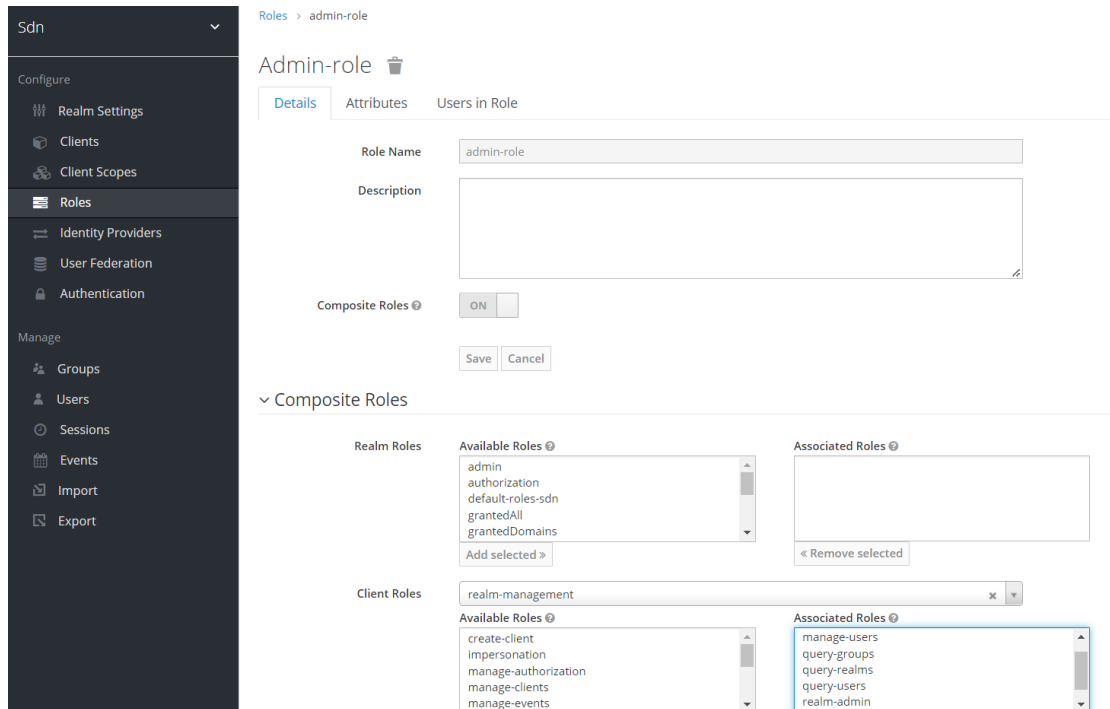 Sdn
Configure
Realm Settings
Clients
Client Scopes
Roles
Identity Providers
User Federation
Authentication
Manage
Groups
Users
Sessions
Events
Import
Export
Roles > admin-role
Admin-role
Details Attributes Users in Role
Role Name admin-role
Description
Composite Roles ON
Save Cancel
Composite Roles
Realm Roles
Available Roles
admin
authorization
default-roles-sdn
grantedAll
grantedDomains
Add selected »
Associated Roles
« Remove selected
Client Roles realm-management
Available Roles
create-client
impersonation
manage-authorization
manage-clients
manage-events
Associated Roles
manage-users
query-groups
query-realms
query-users
realm-admin